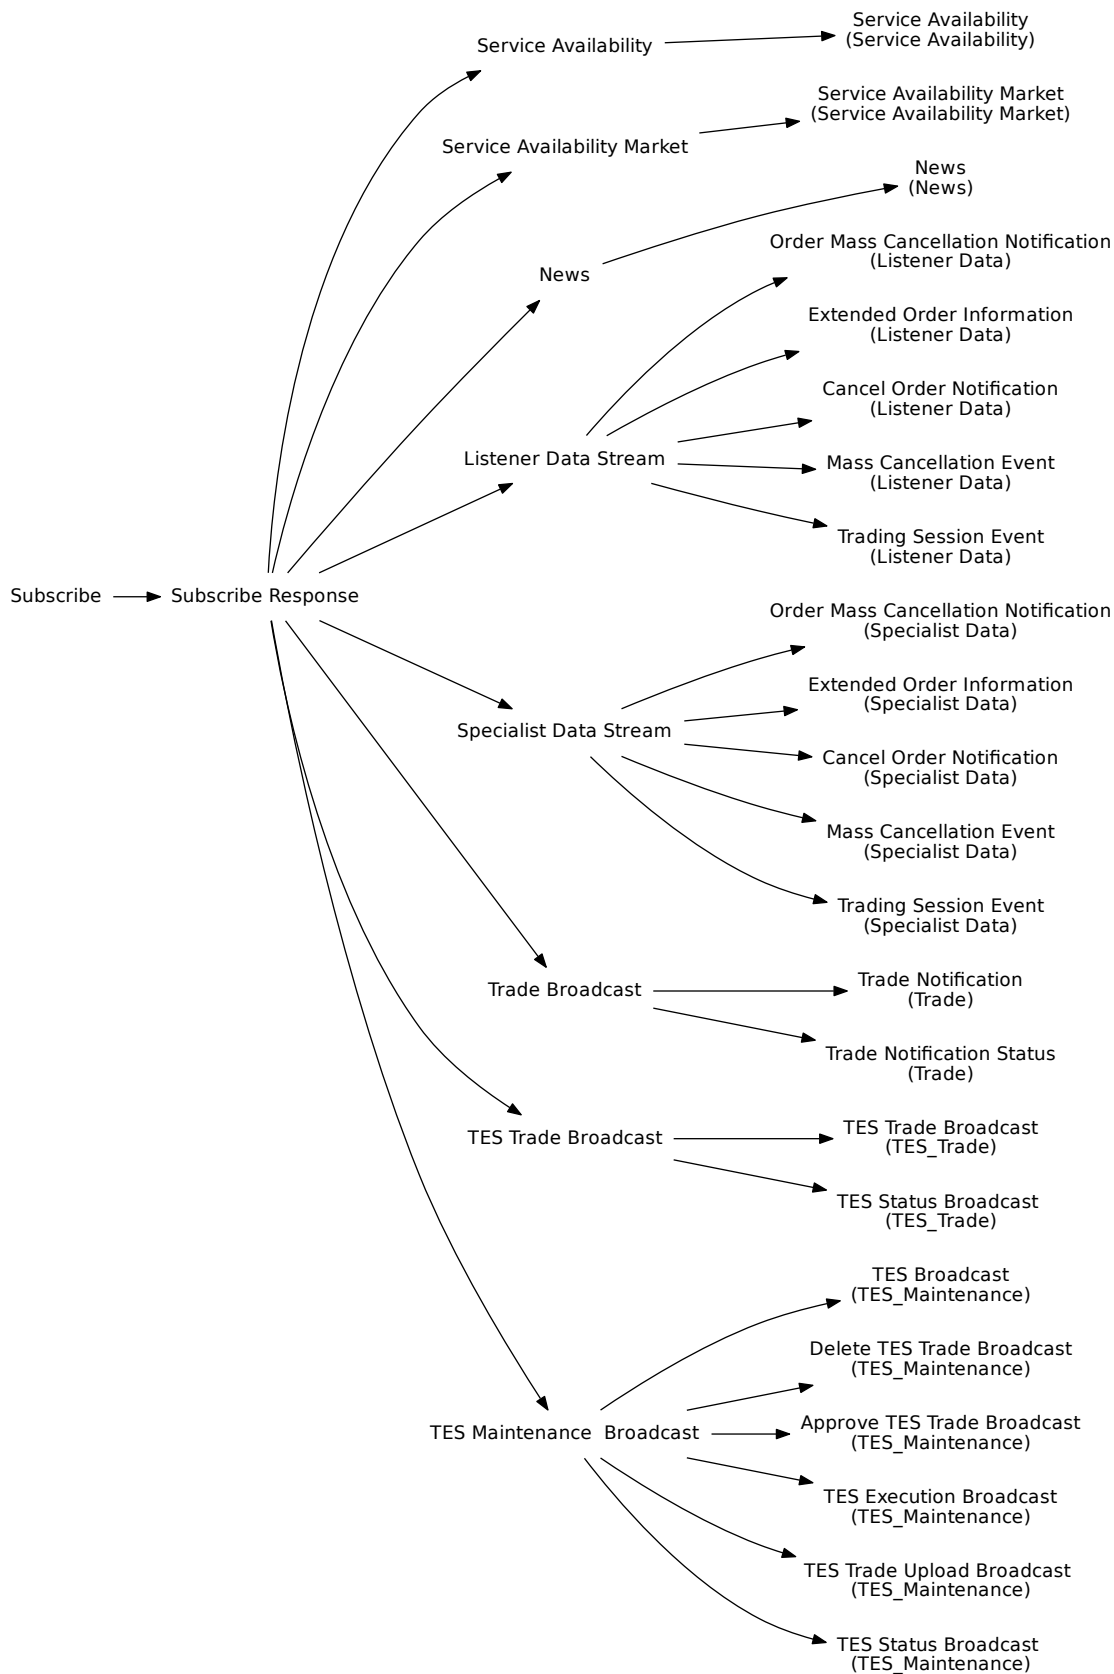 Service Availability
(Service Availability)
Service Availability
Service Availability Market
(Service Availability Market)
Service Availability Market
News
(News)
News
Order Mass Cancellation Notification
(Listener Data)
Extended Order Information
(Listener Data)
Cancel Order Notification
(Listener Data)
Listener Data Stream
Mass Cancellation Event
(Listener Data)
Trading Session Event
(Listener Data)
Subscribe
Subscribe Response
Order Mass Cancellation Notification
(Specialist Data)
Extended Order Information
(Specialist Data)
Specialist Data Stream
Cancel Order Notification
(Specialist Data)
Mass Cancellation Event
(Specialist Data)
Trading Session Event
(Specialist Data)
Trade Broadcast
Trade Notification
(Trade)
Trade Notification Status
(Trade)
TES Trade Broadcast
TES Trade Broadcast
(TES_Trade)
TES Status Broadcast
(TES_Trade)
TES Broadcast
(TES_Maintenance)
Delete TES Trade Broadcast
(TES_Maintenance)
TES Maintenance  Broadcast
Approve TES Trade Broadcast
(TES_Maintenance)
TES Execution Broadcast
(TES_Maintenance)
TES Trade Upload Broadcast
(TES_Maintenance)
TES Status Broadcast
(TES_Maintenance)